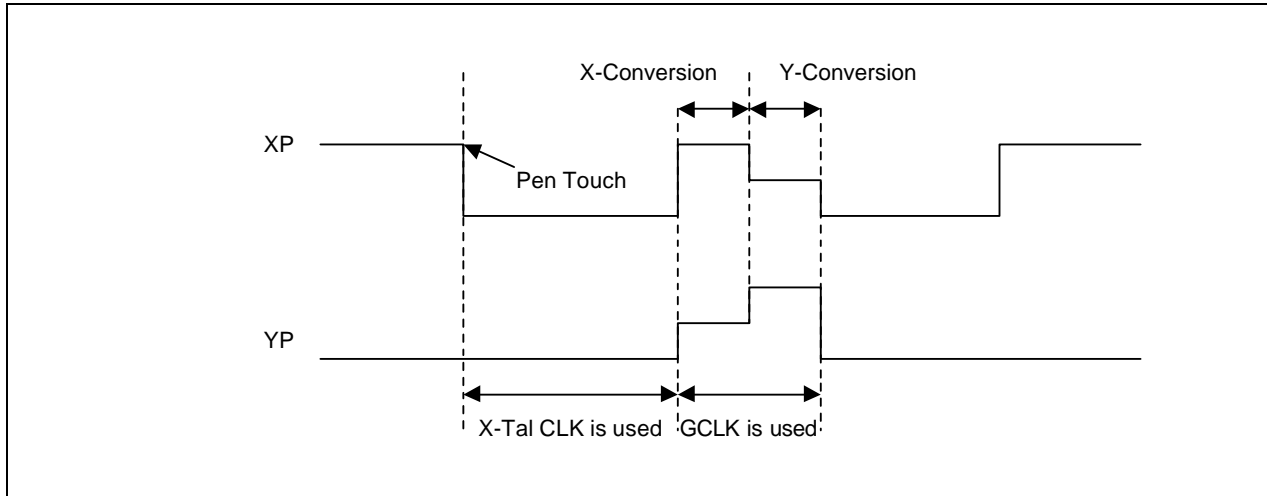 X-Conversion
Y-Conversion
XP
Pen Touch
YP
X-Tal CLK is used
GCLK is used